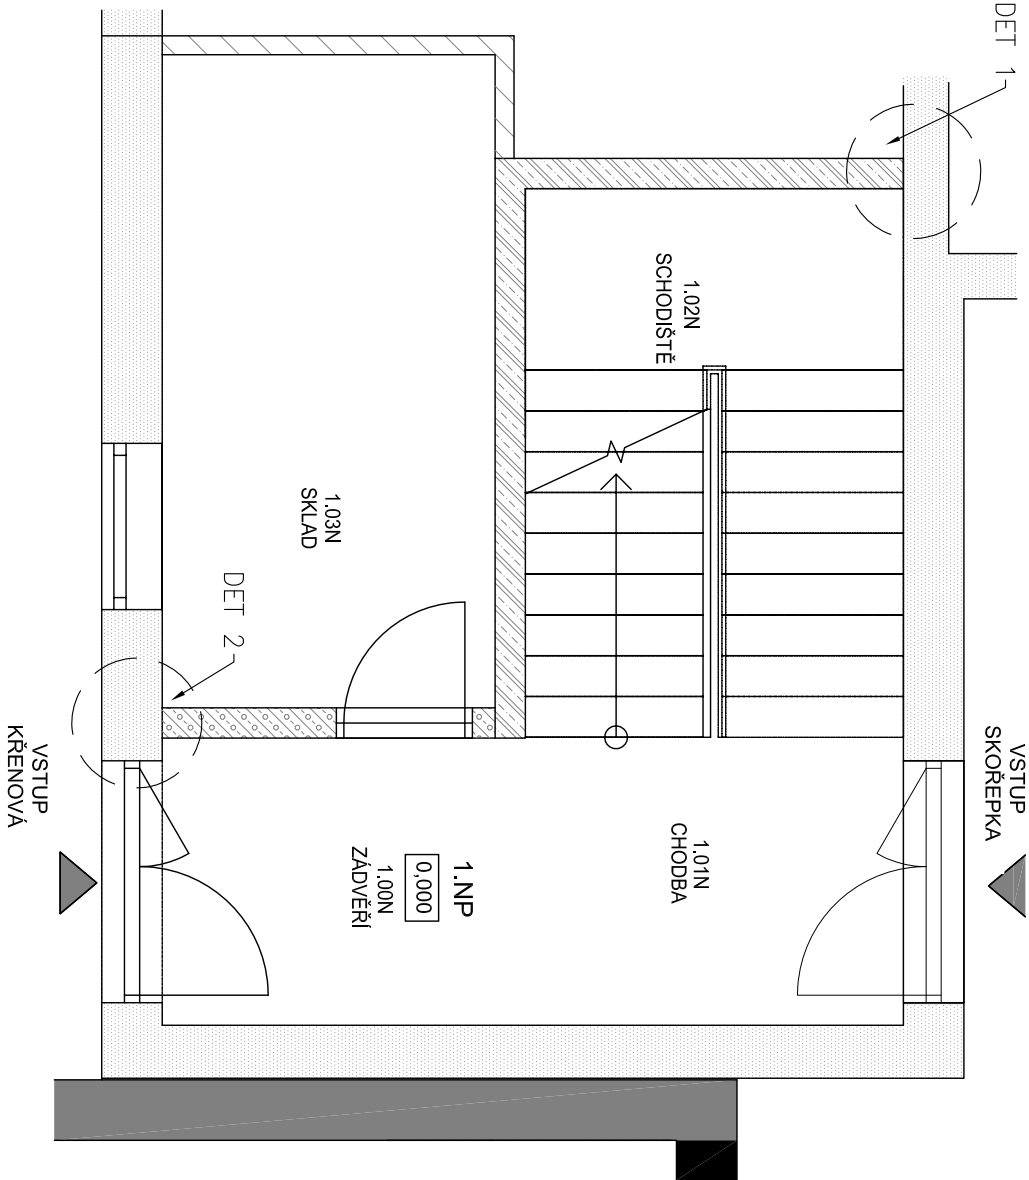 DET 1
1.02N
SCHODIŠTĚ
1.03N
SKLAD
DET 2
VSTUP
KŘENOVÁ
VSTUP
SKOŘEPKA
1.01N
CHODBA
1.NP
0,000
1.00N
ZÁDVEŘÍ